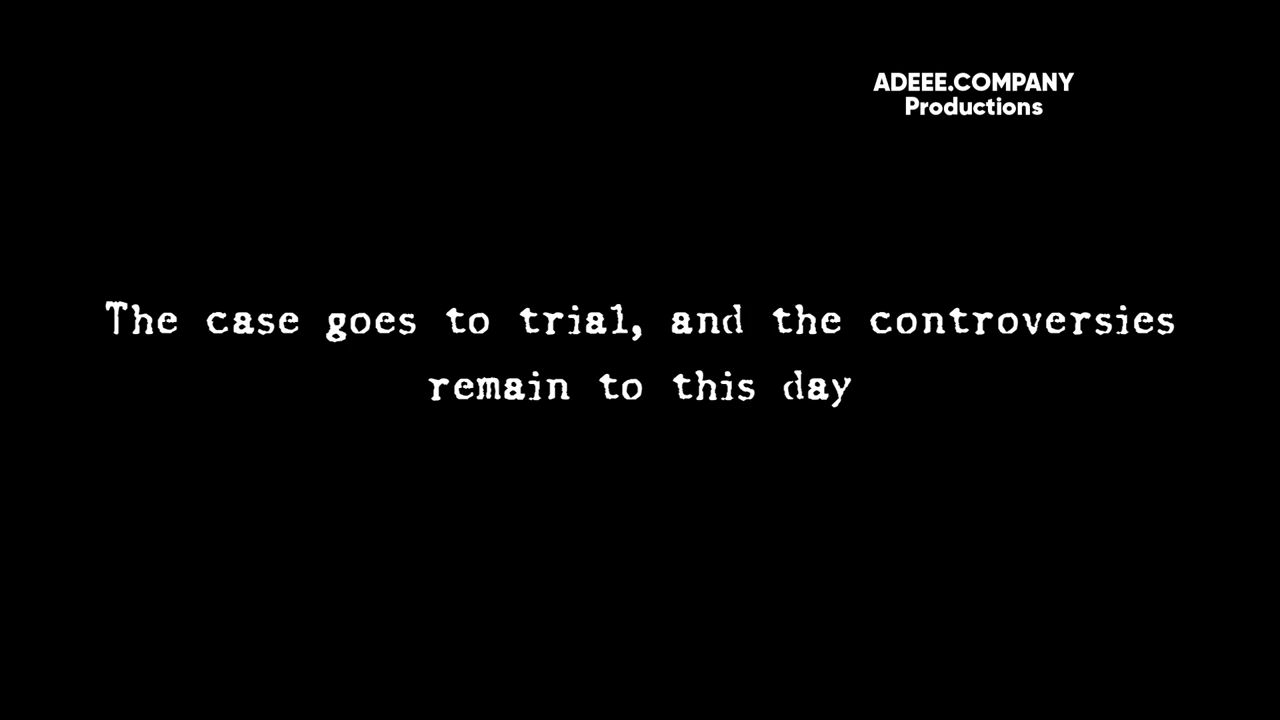 ADEEE.COMPANY
Productions
The case goes to trial, and the controversies
remain to this day